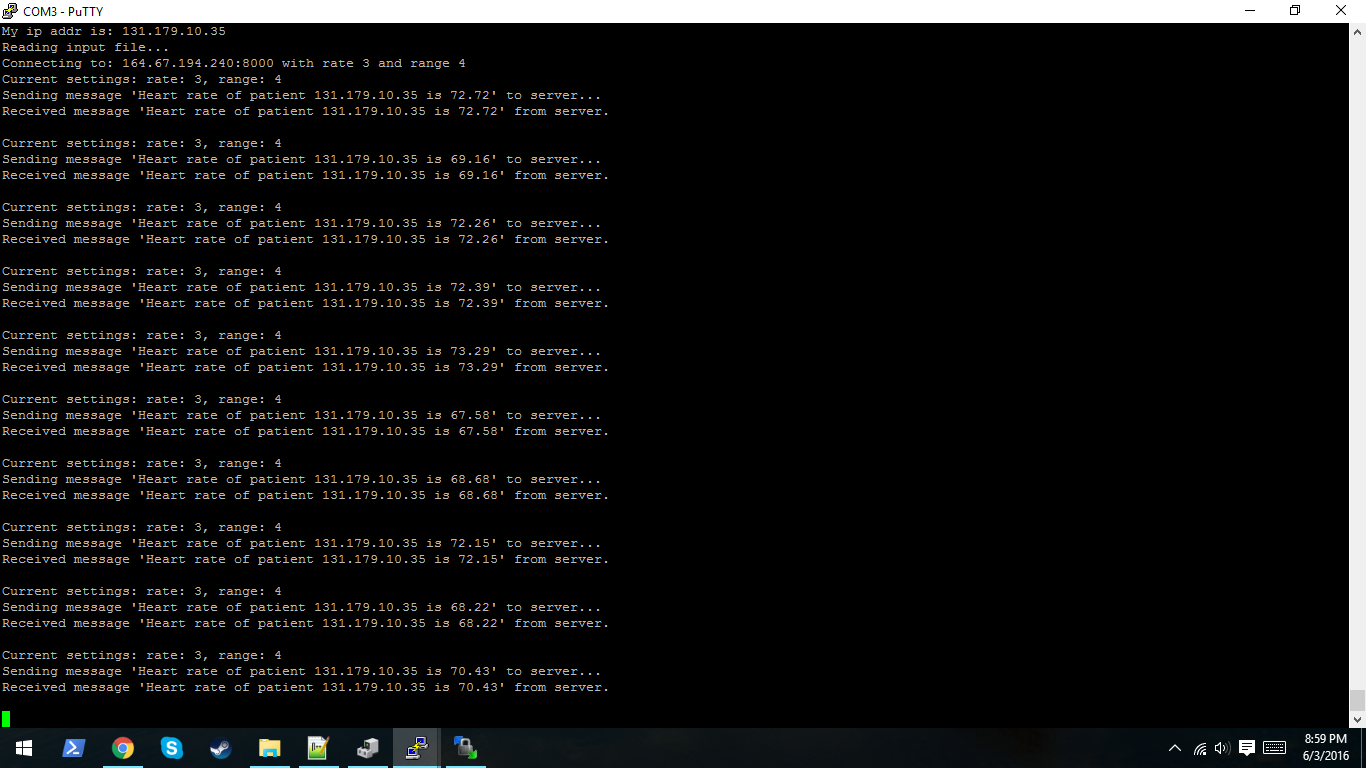 COM3 - PuTTY
My ip addr is: 131.179.10.35
Reading input file...
Connecting to: 164.67.194.240:8000 with rate 3 and range 4
Current settings: rate: 3, range: 4
Sending message 'Heart rate of patient 131.179.10.35 is 72.72' to server...
Received message 'Heart rate of patient 131.179.10.35 is 72.72' from server.
Current settings: rate: 3, range: 4
Sending message 'Heart rate of patient 131.179.10.35 is 69.16' to server...
Received message 'Heart rate of patient 131.179.10.35 is 69.16' from server.
Current settings: rate: 3, range: 4
Sending message 'Heart rate of patient 131.179.10.35 is 72.26' to server...
Received message 'Heart rate of patient 131.179.10.35 is 72.26' from server.
Current settings: rate: 3, range: 4
Sending message 'Heart rate of patient 131.179.10.35 is 72.39' to server...
Received message 'Heart rate of patient 131.179.10.35 is 72.39' from server.
Current settings: rate: 3, range: 4
Sending message 'Heart rate of patient 131.179.10.35 is 73.29' to server...
Received message 'Heart rate of patient 131.179.10.35 is 73.29' from server.
Current settings: rate: 3, range: 4
Sending message 'Heart rate of patient 131.179.10.35 is 67.58' to server...
Received message 'Heart rate of patient 131.179.10.35 is 67.58' from server.
Current settings: rate: 3, range: 4
Sending message 'Heart rate of patient 131.179.10.35 is 68.68' to server...
Received message 'Heart rate of patient 131.179.10.35 is 68.68' from server.
Current settings: rate: 3, range: 4
Sending message 'Heart rate of patient 131.179.10.35 is 72.15' to server...
Received message 'Heart rate of patient 131.179.10.35 is 72.15' from server.
Current settings: rate: 3, range: 4
Sending message 'Heart rate of patient 131.179.10.35 is 68.22' to server...
Received message 'Heart rate of patient 131.179.10.35 is 68.22' from server.
Current settings: rate: 3, range: 4
Sending message 'Heart rate of patient 131.179.10.35 is 70.43' to server...
Received message 'Heart rate of patient 131.179.10.35 is 70.43' from server.
8:59 PM
6/3/2016